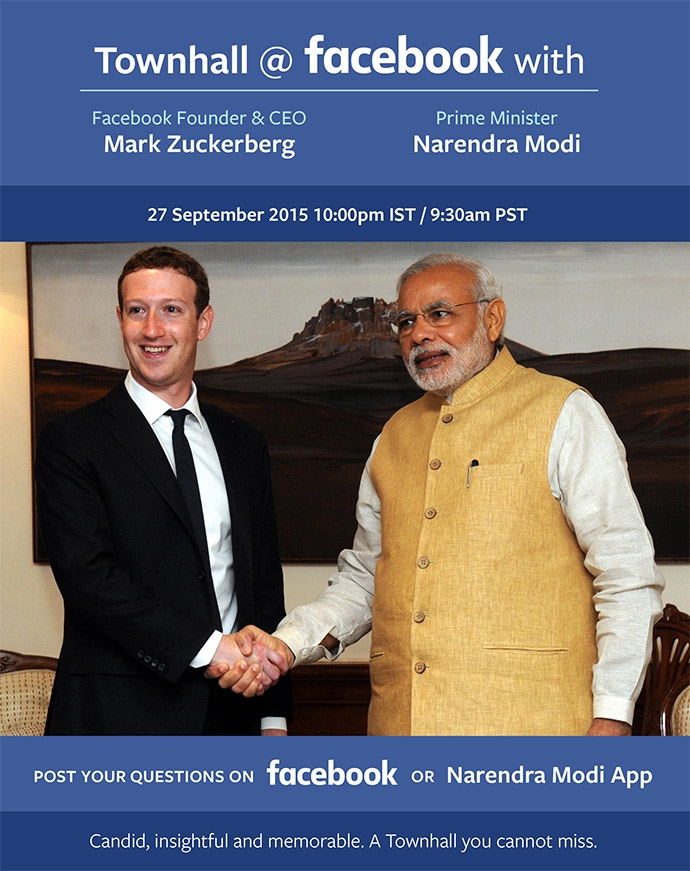 Townhall @ facebook with
Facebook Founder & CEO
Mark Zuckerberg
Prime Minister
Narendra Modi
27 September 2015 10:00pm IST / 9:30am PST
POST YOUR QUESTIONS ON facebook OR Narendra Modi App
Candid, insightful and memorable. A Townhall you cannot miss.